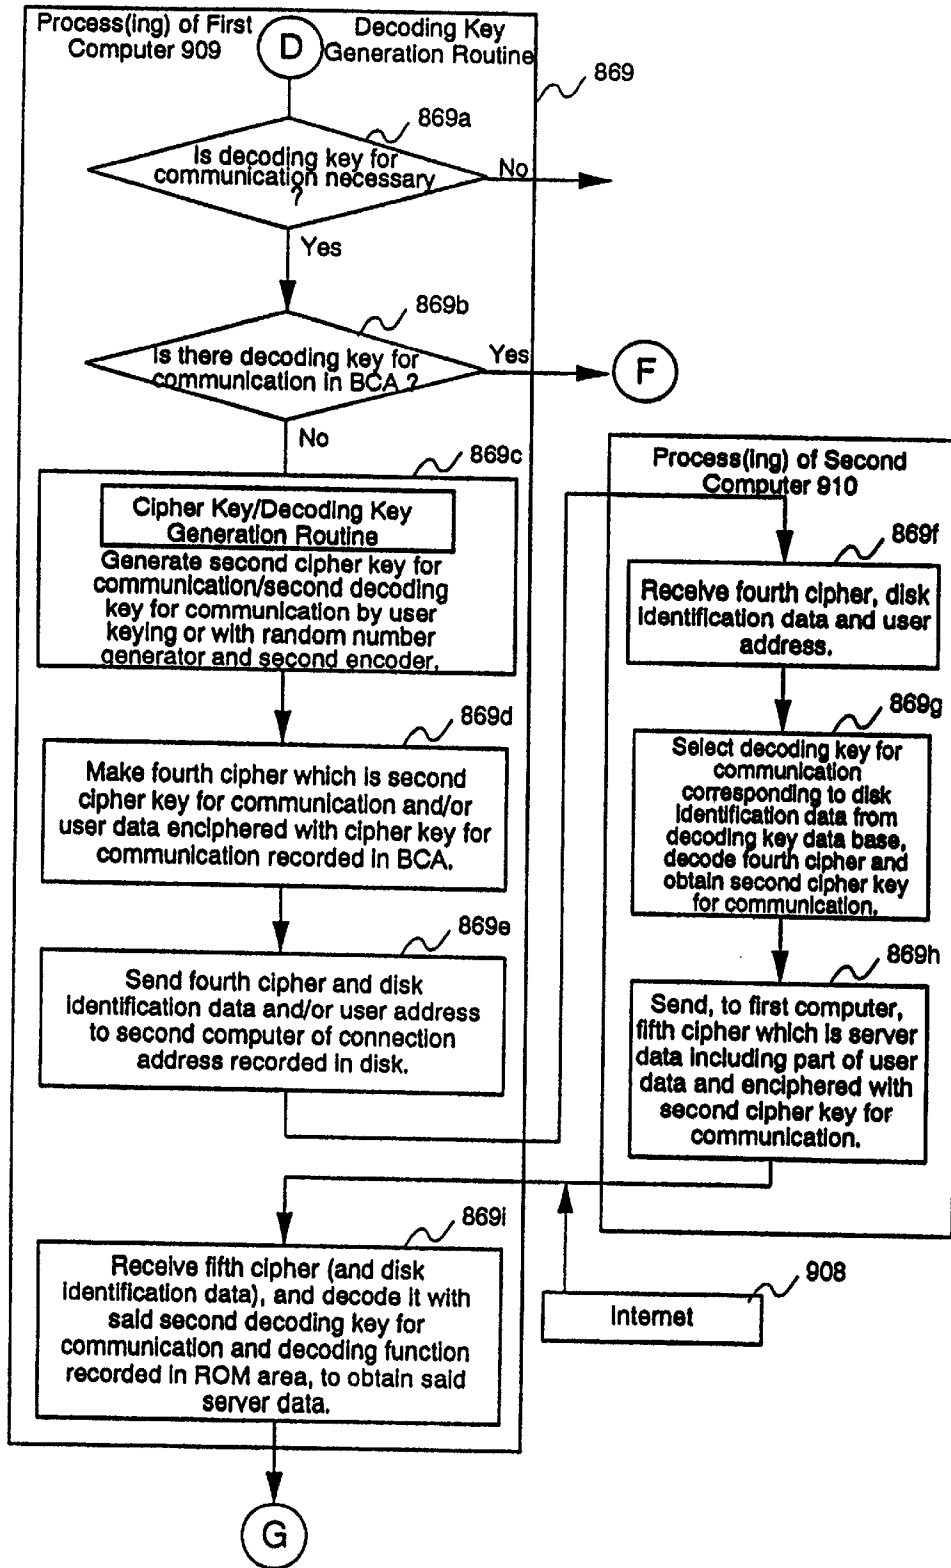 Process(ing) of First
Computer 909
D
Decoding Key
Generation Routine
869
869a
Is decoding key for
communication necessary
?
No
Yes
869b
Is there decoding key for
communication in BCA ?
Yes
F
No
869c
Cipher Key/Decoding Key
Generation Routine
Generate second cipher key for
communication/second decoding
key for communication by user
keying or with random number
generator and second encoder.
869d
Make fourth cipher which is second
cipher key for communication and/or
user data enciphered with cipher key for
communication recorded in BCA.
869e
Send fourth cipher and disk
identification data and/or user address
to second computer of connection
address recorded in disk.
Process(ing) of Second
Computer 910
869f
Receive fourth cipher, disk
identification data and user
address.
869g
Select decoding key for
communication
corresponding to disk
identification data from
decoding key data base,
decode fourth cipher and
obtain second cipher key
for communication.
869h
Send, to first computer,
fifth cipher which is server
data including part of user
data and enciphered with
second cipher key for
communication.
869i
Receive fifth cipher (and disk
identification data), and decode it with
said second decoding key for
communication and decoding function
recorded in ROM area, to obtain said
server data.
908
Internet
G